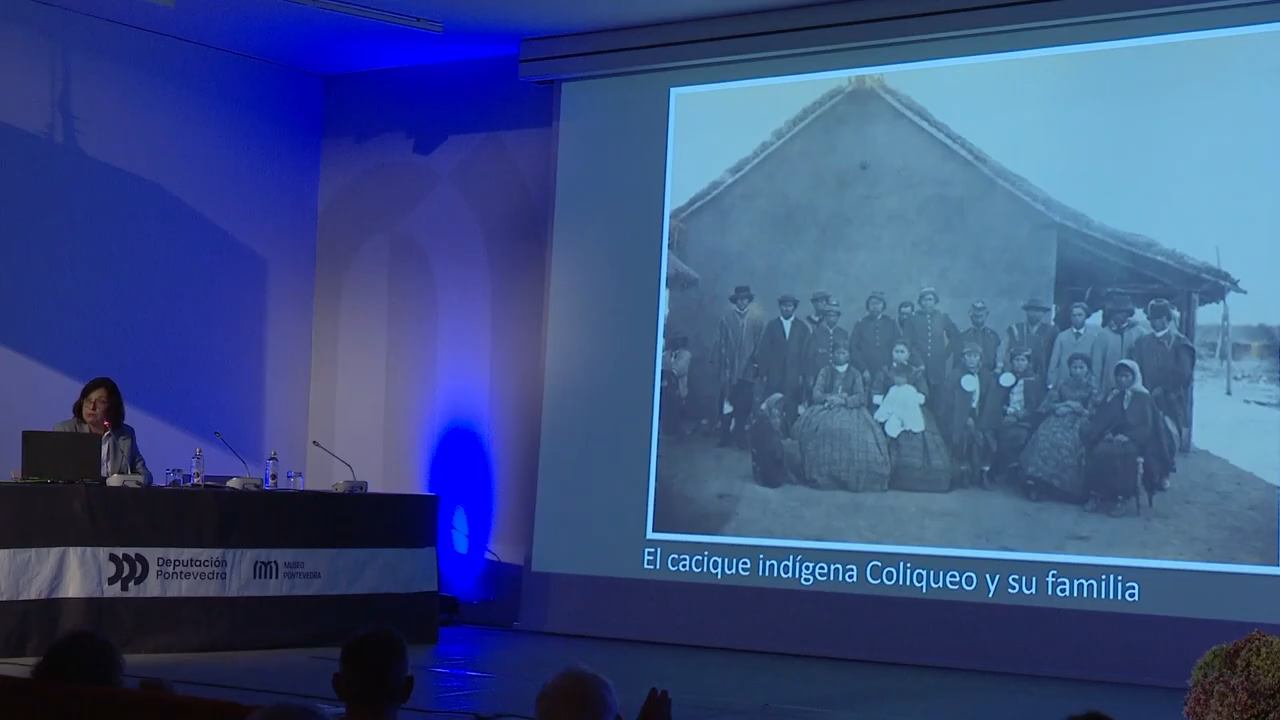 El cacique indígena Coliqueo y su familia
Deputación
Pontevedra
MUSEO
PONTEVEDRA